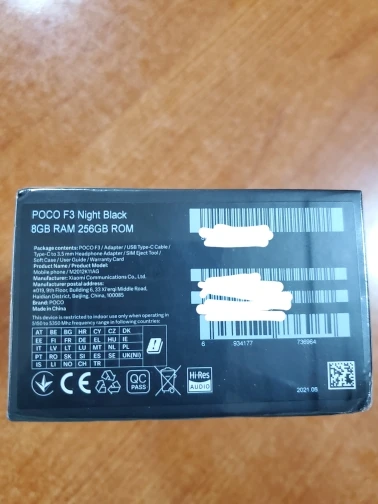 POCO F3 Night Black
8GB RAM 256GB ROM
Package contents: POCO F3 / Adapter / USB Type-C Cable /
Type-C to 3.5 mm Headphone Adapter / SIM Eject Tool /
Soft Case / User Guide / Warranty Card
Product Name / Product Model:
Mobile phone / M2012K11AG
Manufacturer: Xiaomi Communications Co., Ltd.
Manufacturer postal address:
#019, 9th Floor, Building 6, 33 Xi'erqi Middle Road,
Haidian District, Beijing, China, 100085
Brand: POCO
Made in China
This device is restricted to indoor use only when operating in
5150 to 5350 Mhz frequency range in following countries:
AT BE BG HR CY CZ DK
EE FI FR DE EL HU IE
IT LV LT LU MT NL PL
PT RO SK SI ES SE UK(NI)
IS LI NO CH TR
6 934177 736964
CE
QC
PASS
Hi-Res
AUDIO
2021.05